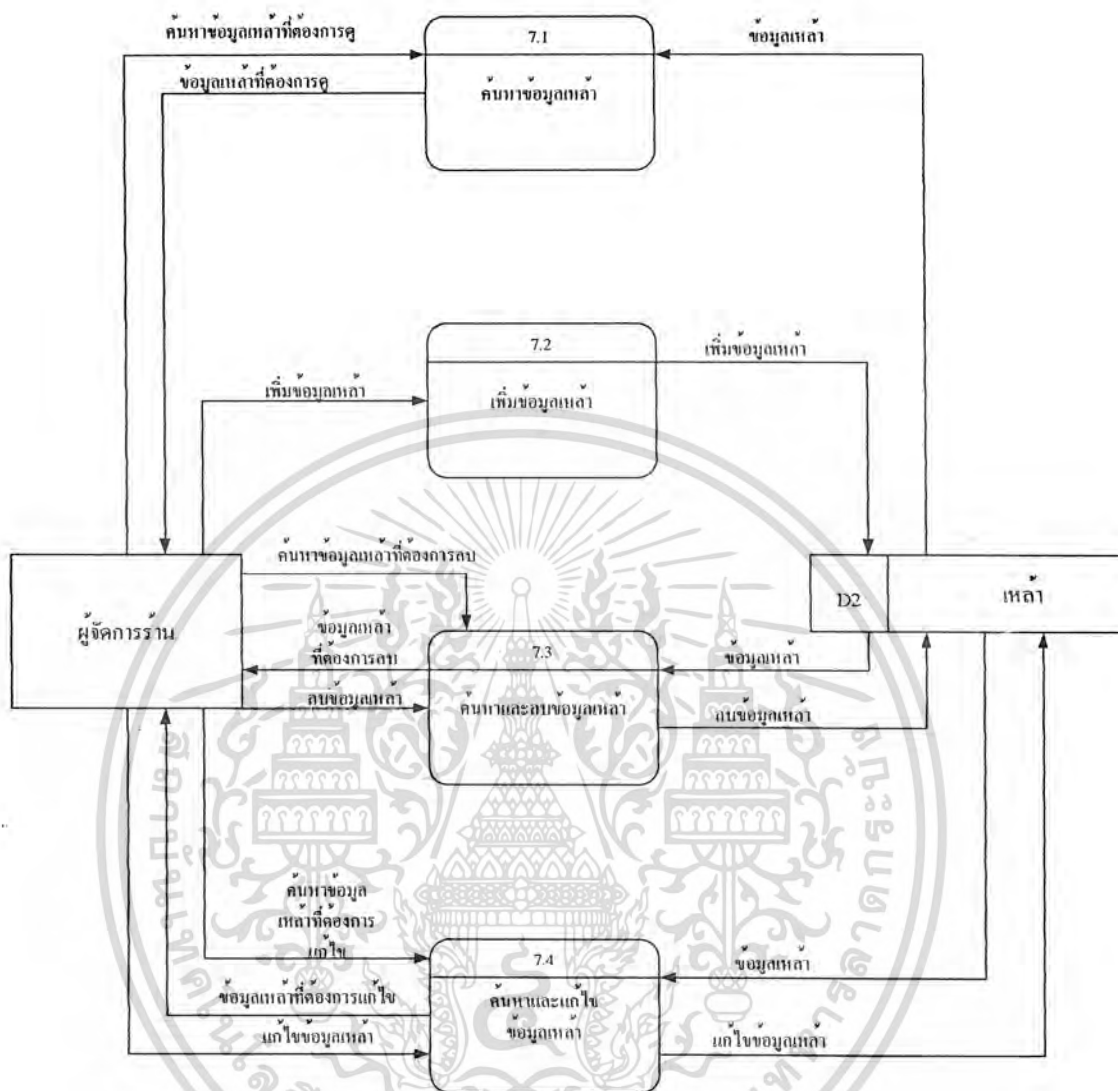 ค้นหาข้อมูลเหล้าที่ต้องการดู
7.1
ข้อมูลเหล้า
ข้อมูลเหล้าที่ต้องการดู
ค้นหาข้อมูลเหล้า
7.2
เพิ่มข้อมูลเหล้า
เพิ่มข้อมูลเหล้า
เพิ่มข้อมูลเหล้า
ค้นหาข้อมูลเหล้าที่ต้องการลบ
ผู้จัดการร้าน
D2
เหล้า
ข้อมูลเหล้า
ที่ต้องการลบ
7.3
ข้อมูลเหล้า
ลบข้อมูลเหล้า
ค้นหาและลบข้อมูลเหล้า
ลบข้อมูลเหล้า
ค้นหาข้อมูล
เหล้าที่ต้องการ
แก้ไข
7.4
ข้อมูลเหล้า
ข้อมูลเหล้าที่ต้องการแก้ไข
ค้นหาและแก้ไข
ข้อมูลเหล้า
แก้ไขข้อมูลเหล้า
แก้ไขข้อมูลเหล้า